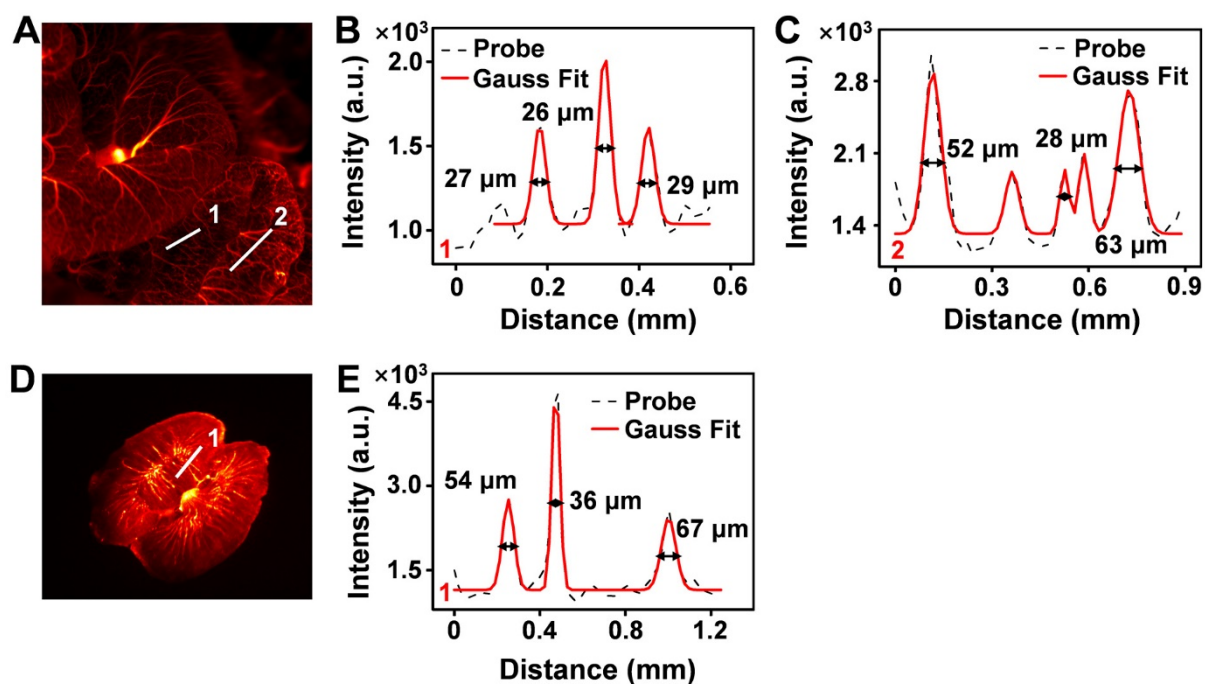 A
1
2
B
×10³
Intensity (a.u.)
2.0
1.5
1.0
Probe
Gauss Fit
26 µm
27 µm
29 µm
1
0
0.2
0.4
0.6
Distance (mm)
C
×10³
Intensity (a.u.)
2.8
2.1
1.4
Probe
Gauss Fit
52 µm
28 µm
63 µm
2
0
0.3
0.6
0.9
Distance (mm)
D
1
E
×10³
Intensity (a.u.)
4.5
3.0
1.5
Probe
Gauss Fit
54 µm
36 µm
67 µm
1
0
0.4
0.8
1.2
Distance (mm)